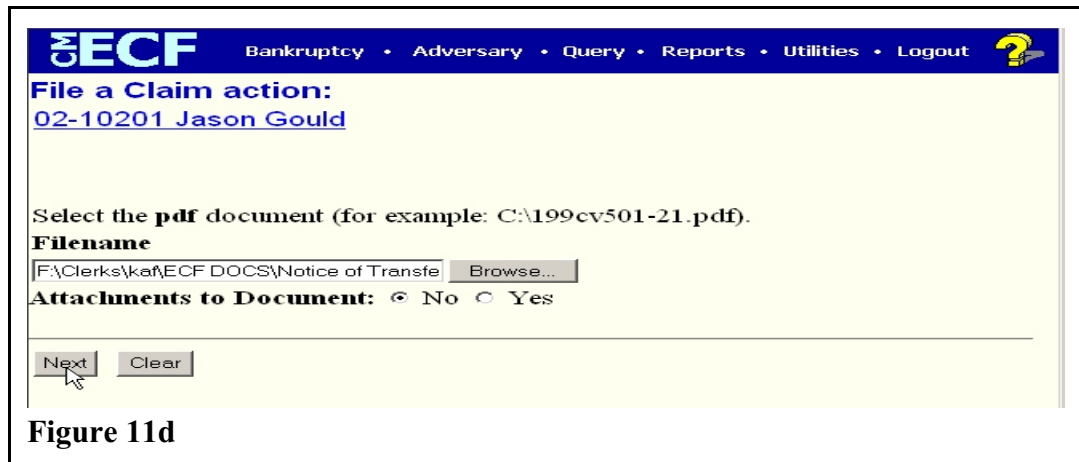 CM ECF Bankruptcy • Adversary • Query • Reports • Utilities • Logout ?
File a Claim action:
02-10201 Jason Gould
Select the pdf document (for example: C:\199cv501-21.pdf).
Filename
F:\Clerks\kaf\ECF DOCS\Notice of Transfe Browse...
Attachments to Document: No Yes
Next Clear
Figure 11d